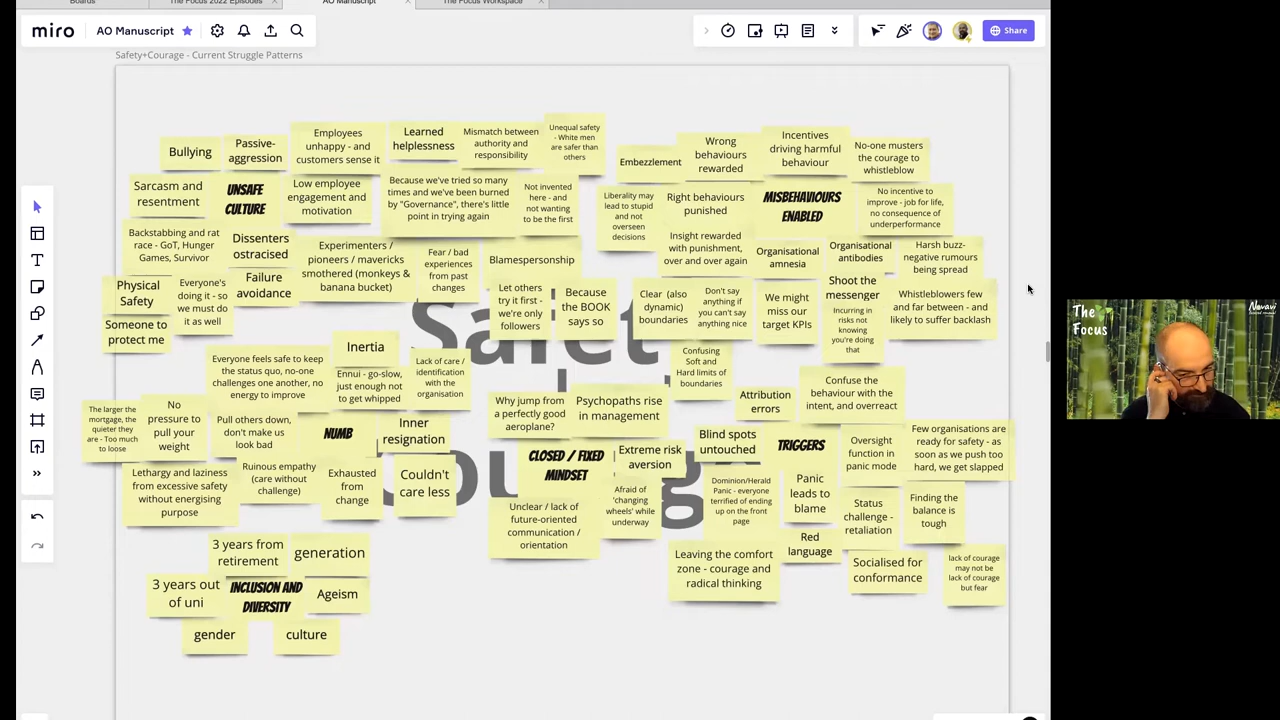 Boards
The Focus 2022 Episodes
AO Manuscript
The Focus Workspace
miro
AO Manuscript
Share
Safety+Courage - Current Struggle Patterns
Bullying
Passive-
aggression
Employees
unhappy - and
customers sense it
Learned
helplessness
Mismatch between
authority and
responsibility
Unequal safety
- White men
are safer than
others
Sarcasm and
resentment
UNSAFE
CULTURE
Low employee
engagement and
motivation
Because we've tried so many
times and we've been burned
by "Governance", there's little
point in trying again
Not invented
here - and
not wanting
to be the first
Backstabbing and rat
race - GoT, Hunger
Games, Survivor
Dissenters
ostracised
Experimenters /
pioneers / mavericks
smothered (monkeys &
banana bucket)
Fear / bad
experiences
from past
changes
Blamespersonship
Physical
Safety
Everyone's
doing it - so
we must do
it as well
Failure
avoidance
Let others
try it first -
we're only
followers
Because
the BOOK
says so
Someone to
protect me
Embezzlement
Wrong
behaviours
rewarded
Incentives
driving harmful
behaviour
No-one musters
the courage to
whistleblow
Liberality may
lead to stupid
and not
overseen
decisions
Right behaviours
punished
MISBEHAVIOURS
ENABLED
No incentive to
improve - job for life,
no consequence of
underperformance
Insight rewarded
with punishment,
over and over again
Organisational
amnesia
Organisational
antibodies
Harsh buzz-
negative rumours
being spread
Clear (also
dynamic)
boundaries
Don't say
anything if
you can't say
anything nice
We might
miss our
target KPIs
Shoot the
messenger
Incurring in
risks not
knowing
you're doing
that
Whistleblowers few
and far between - and
likely to suffer backlash
Confusing
Soft and
Hard limits of
boundaries
Everyone feels safe to keep
the status quo, no-one
challenges one another, no
energy to improve
Inertia
Ennui - go-slow,
just enough not
to get whipped
Lack of care /
identification
with the
organisation
The larger the
mortgage, the
quieter they
are - Too much
to loose
No
pressure to
pull your
weight
Pull others down,
don't make us
look bad
NUMB
Inner
resignation
Lethargy and laziness
from excessive safety
without energising
purpose
Ruinous empathy
(care without
challenge)
Exhausted
from
change
Couldn't
care less
Why jump from
a perfectly good
aeroplane?
Psychopaths rise
in management
CLOSED / FIXED
MINDSET
Extreme risk
aversion
Unclear / lack of
future-oriented
communication /
orientation
Afraid of
'changing
wheels' while
underway
Attribution
errors
Confuse the
behaviour with the
intent, and overreact
Blind spots
untouched
TRIGGERS
Oversight
function in
panic mode
Few organisations are
ready for safety - as
soon as we push too
hard, we get slapped
Dominion/Herald
Panic - everyone
terrified of ending
up on the front
page
Panic
leads to
blame
Status
challenge -
retaliation
Finding the
balance is
tough
Leaving the comfort
zone - courage and
radical thinking
Red
language
Socialised for
conformance
lack of courage
may not be
lack of courage
but fear
3 years from
retirement
generation
3 years out
of uni
INCLUSION AND
DIVERSITY
Ageism
gender
culture
The
Focus